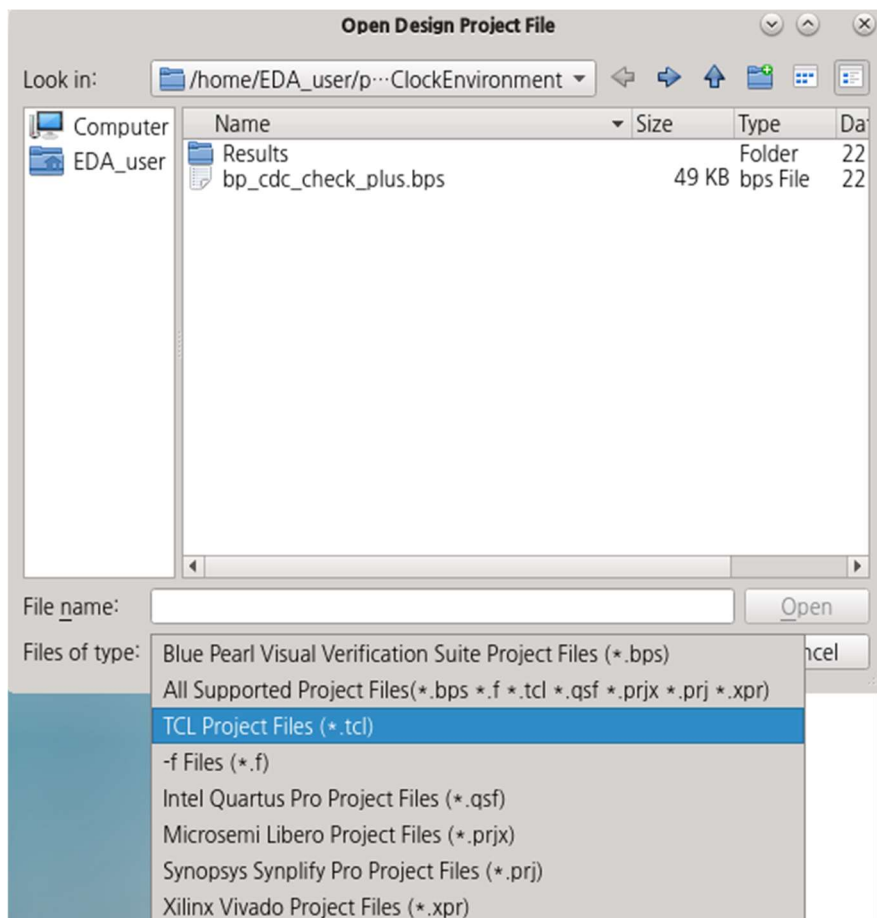 Open Design Project File
Look in:
/home/EDA_user/p···ClockEnvironment
Computer
EDA_user
Name Size Type Da
Results Folder 22
bp_cdc_check_plus.bps 49 KB bps File 22
File name:
Open
Files of type:
ncel
Blue Pearl Visual Verification Suite Project Files (*.bps)
All Supported Project Files(*.bps *.f *.tcl *.qsf *.prjx *.prj *.xpr)
TCL Project Files (*.tcl)
-f Files (*.f)
Intel Quartus Pro Project Files (*.qsf)
Microsemi Libero Project Files (*.prjx)
Synopsys Synplify Pro Project Files (*.prj)
Xilinx Vivado Project Files (*.xpr)